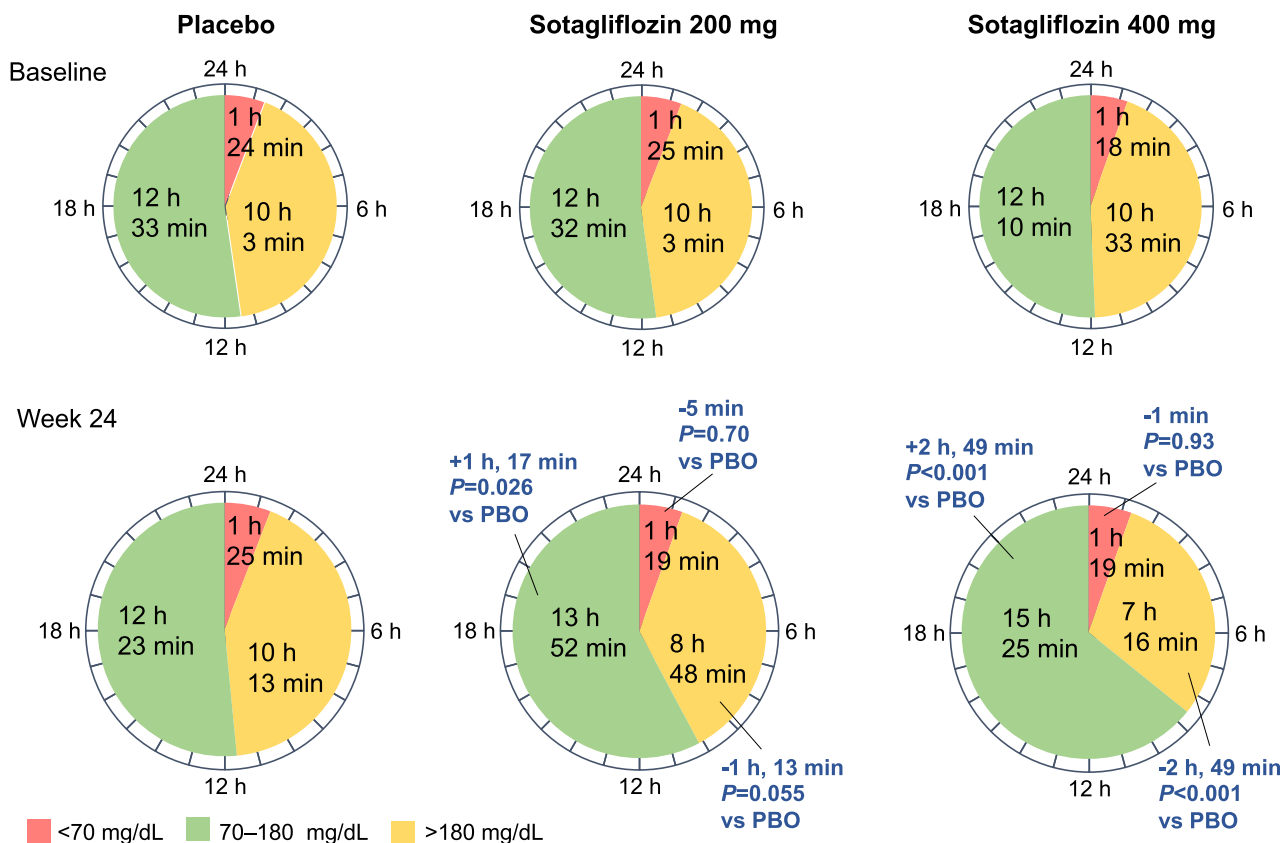 Placebo
Sotagliflozin 200 mg
Sotagliflozin 400 mg
Baseline
24 h
1 h
24 min
12 h
33 min
10 h
3 min
18 h
6 h
12 h
24 h
1 h
25 min
12 h
32 min
10 h
3 min
18 h
6 h
12 h
24 h
1 h
18 min
12 h
10 min
10 h
33 min
18 h
6 h
12 h
Week 24
24 h
1 h
25 min
12 h
23 min
10 h
13 min
18 h
6 h
12 h
+1 h, 17 min
P=0.026
vs PBO
-5 min
P=0.70
vs PBO
24 h
1 h
19 min
13 h
52 min
8 h
48 min
18 h
6 h
12 h
-1 h, 13 min
P=0.055
vs PBO
+2 h, 49 min
P<0.001
vs PBO
-1 min
P=0.93
vs PBO
24 h
1 h
19 min
15 h
25 min
7 h
16 min
18 h
6 h
12 h
-2 h, 49 min
P<0.001
vs PBO
<70 mg/dL
70–180 mg/dL
>180 mg/dL